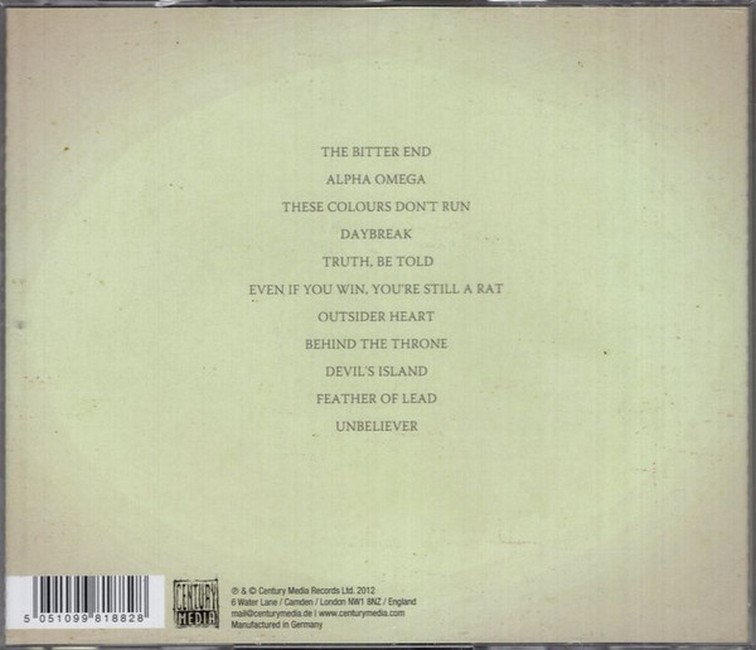 THE BITTER END
ALPHA OMEGA
THESE COLOURS DON'T RUN
DAYBREAK
TRUTH, BE TOLD
EVEN IF YOU WIN, YOU'RE STILL A RAT
OUTSIDER HEART
BEHIND THE THRONE
DEVIL'S ISLAND
FEATHER OF LEAD
UNBELIEVER
5 051099 818828
CENTURY
MEDIA
℗ & © Century Media Records Ltd. 2012
6 Water Lane / Camden / London NW1 8NZ / England
mail@centurymedia.de I www.centurymedia.com
Manufactured in Germany